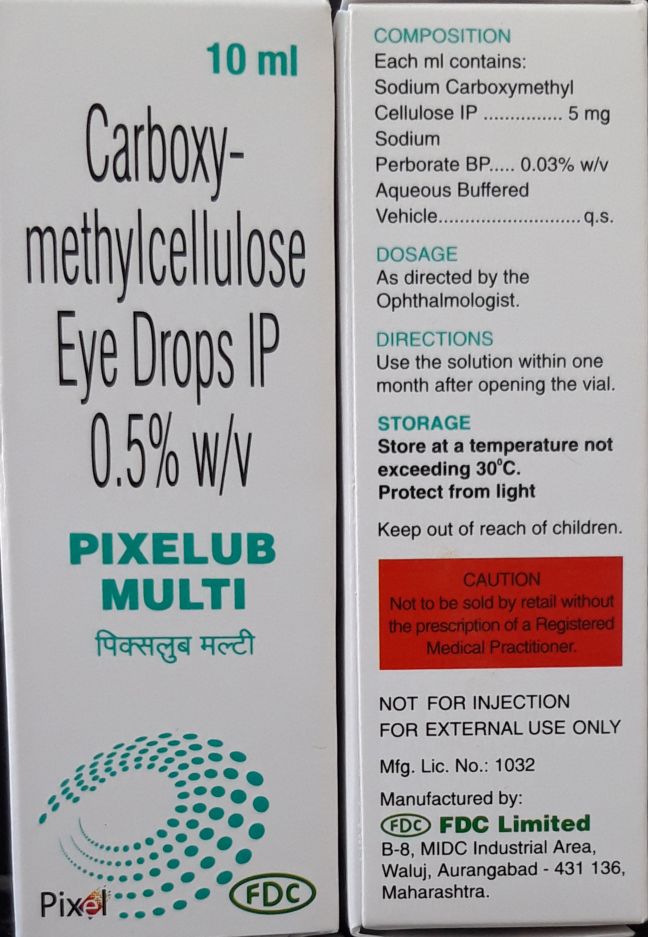 10 ml
Carboxy-
methylcellulose
Eye Drops IP
0.5% w/v
PIXELUB
MULTI
पिक्सलुब मल्टी
Pixel
FDC
COMPOSITION
Each ml contains:
Sodium Carboxymethyl
Cellulose IP ............... 5 mg
Sodium
Perborate BP..... 0.03% w/v
Aqueous Buffered
Vehicle...........................q.s.
DOSAGE
As directed by the
Ophthalmologist.
DIRECTIONS
Use the solution within one
month after opening the vial.
STORAGE
Store at a temperature not
exceeding 30⁰C.
Protect from light
Keep out of reach of children.
CAUTION
Not to be sold by retail without
the prescription of a Registered
Medical Practitioner.
NOT FOR INJECTION
FOR EXTERNAL USE ONLY
Mfg. Lic. No.: 1032
Manufactured by:
FDC FDC Limited
B-8, MIDC Industrial Area,
Waluj, Aurangabad - 431 136,
Maharashtra.